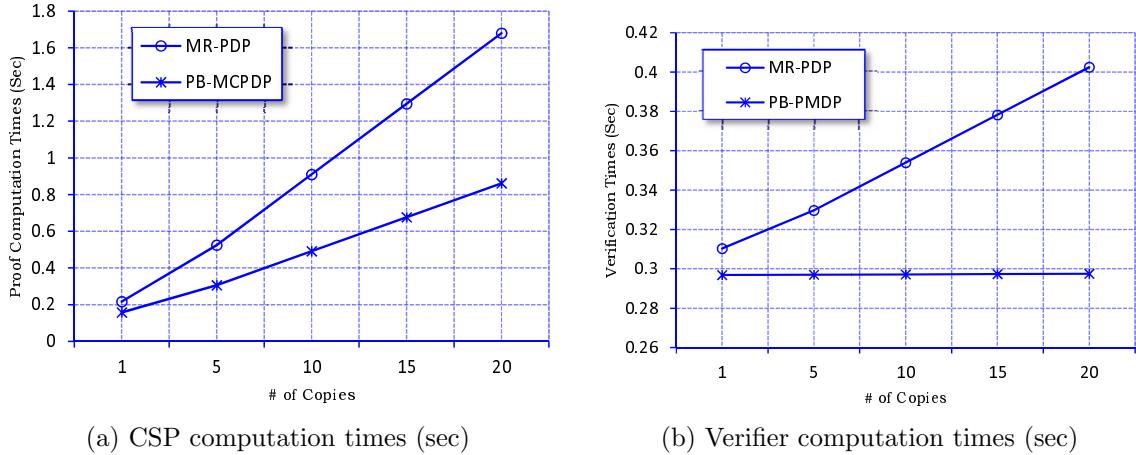 1.8
1.6
1.4
1.2
1
0.8
0.6
0.4
0.2
0
Proof Computation Times (Sec)
MR-PDP
PB-MCPDP
1 5 10 15 20
# of Copies
(a) CSP computation times (sec)
0.42
0.4
0.38
0.36
0.34
0.32
0.3
0.28
0.26
Verification Times (Sec)
MR-PDP
PB-PMDP
1 5 10 15 20
# of Copies
(b) Verifier computation times (sec)